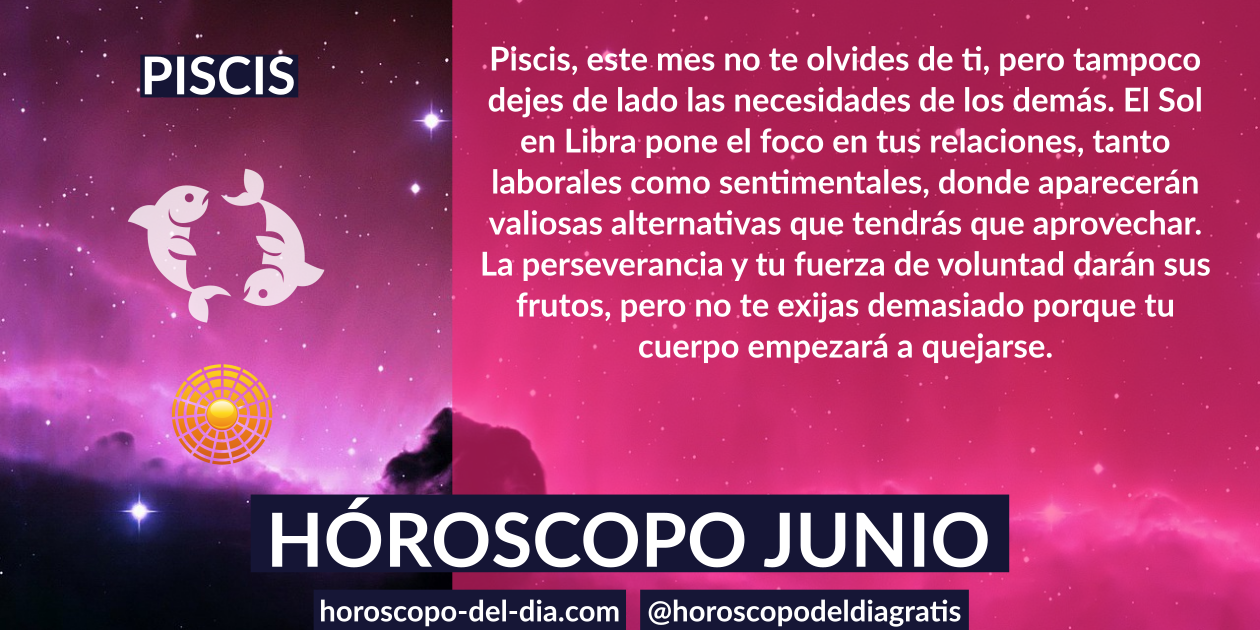 PISCIS
Piscis, este mes no te olvides de ti, pero tampoco
dejes de lado las necesidades de los demás. El Sol
en Libra pone el foco en tus relaciones, tanto
laborales como sentimentales, donde aparecerán
valiosas alternativas que tendrás que aprovechar.
La perseverancia y tu fuerza de voluntad darán sus
frutos, pero no te exijas demasiado porque tu
cuerpo empezará a quejarse.
HÓROSCOPO JUNIO
horoscopo-del-dia.com
@horoscopodeldiagratis